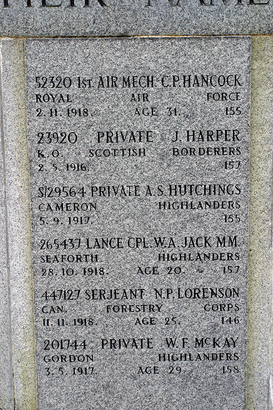 THEIR NAME
52320 1st AIR MECH. C.P. HANCOCK
ROYAL AIR FORCE
2. 11. 1918. AGE 31. 155
23920 PRIVATE J. HARPER
K.O. SCOTTISH BORDERERS
2. 5. 1916. 157
S/29564 PRIVATE A.S. HUTCHINGS
CAMERON HIGHLANDERS
5. 9. 1917. 155
265437 LANCE CPL. W.A. JACK M.M.
SEAFORTH HIGHLANDERS
28. 10. 1918. AGE 20. 157
447127 SERJEANT N.P. LORENSON
CAN. FORESTRY CORPS
11. 11. 1918. AGE 25. 146
201744 PRIVATE W.F. McKAY
GORDON HIGHLANDERS
3. 5. 1917. AGE 29. 158